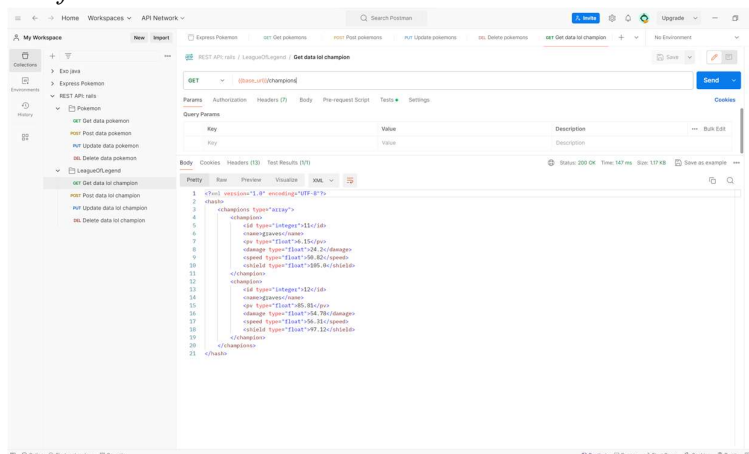 Home Workspaces API Network
Search Postman
Invite
Upgrade
My Workspace
New Import
Express Pokemon
GET Get pokemons
POST Post pokemons
PUT Update pokemons
DEL Delete pokemons
GET Get data lol champion
No Environment
Collections
Environments
History
Exo java
Express Pokemon
REST API: rails
Pokemon
GET Get data pokemon
POST Post data pokemon
PUT Update data pokemon
DEL Delete data pokemon
LeagueOfLegend
GET Get data lol champion
POST Post data lol champion
PUT Update data lol champion
DEL Delete data lol champion
REST API: rails / LeagueOfLegend / Get data lol champion
Save
GET {{base_url}}/champions
Send
Params Authorization Headers (7) Body Pre-request Script Tests Settings
Cookies
Query Params
Key Value Description Bulk Edit
Key Value Description
Body Cookies Headers (13) Test Results (1/1)
Status: 200 OK Time: 147 ms Size: 1.17 KB Save as example
Pretty Raw Preview Visualize XML
1 <?xml version="1.0" encoding="UTF-8"?>
2 <hash>
3 <champions type="array">
4 <champion>
5 <id type="integer">11</id>
6 <name>graves</name>
7 <pv type="float">6.15</pv>
8 <damage type="float">24.2</damage>
9 <speed type="float">50.82</speed>
10 <shield type="float">105.0</shield>
11 </champion>
12 <champion>
13 <id type="integer">12</id>
14 <name>graves</name>
15 <pv type="float">85.81</pv>
16 <damage type="float">54.78</damage>
17 <speed type="float">56.31</speed>
18 <shield type="float">97.12</shield>
19 </champion>
20 </champions>
21 </hash>